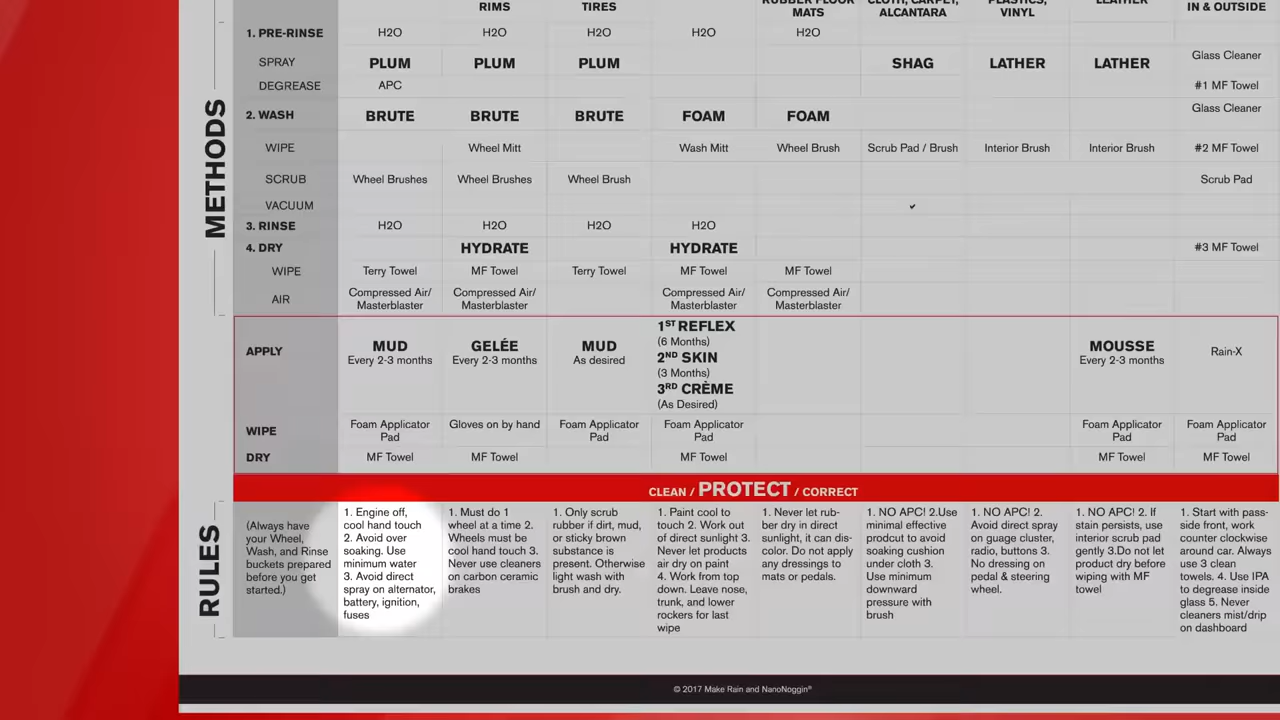 RIMS TIRES RUBBER FLOOR MATS CLOTH, CARPET, ALCANTARA PLASTICS, VINYL LEATHER IN & OUTSIDE
METHODS
1. PRE-RINSE H2O H2O H2O H2O H2O
SPRAY PLUM PLUM PLUM SHAG LATHER LATHER Glass Cleaner
DEGREASE APC #1 MF Towel
2. WASH BRUTE BRUTE BRUTE FOAM FOAM Glass Cleaner
WIPE Wheel Mitt Wash Mitt Wheel Brush Scrub Pad / Brush Interior Brush Interior Brush #2 MF Towel
SCRUB Wheel Brushes Wheel Brushes Wheel Brush Scrub Pad
VACUUM ✓
3. RINSE H2O H2O H2O H2O
4. DRY HYDRATE HYDRATE #3 MF Towel
WIPE Terry Towel MF Towel Terry Towel MF Towel MF Towel
AIR Compressed Air/ Masterblaster Compressed Air/ Masterblaster Compressed Air/ Masterblaster Compressed Air/ Masterblaster
APPLY
MUD
Every 2-3 months
GELÉE
Every 2-3 months
MUD
As desired
1ST REFLEX
(6 Months)
2ND SKIN
(3 Months)
3RD CRÈME
(As Desired)
MOUSSE
Every 2-3 months
Rain-X
WIPE Foam Applicator Pad Gloves on by hand Foam Applicator Pad Foam Applicator Pad Foam Applicator Pad Foam Applicator Pad
DRY MF Towel MF Towel MF Towel MF Towel MF Towel
CLEAN / PROTECT / CORRECT
RULES
(Always have
your Wheel,
Wash, and Rinse
buckets prepared
before you get
started.)
1. Engine off,
cool hand touch
2. Avoid over
soaking. Use
minimum water
3. Avoid direct
spray on alternator,
battery, ignition,
fuses
1. Must do 1
wheel at a time 2.
Wheels must be
cool hand touch 3.
Never use cleaners
on carbon ceramic
brakes
1. Only scrub
rubber if dirt, mud,
or sticky brown
substance is
present. Otherwise
light wash with
brush and dry.
1. Paint cool to
touch 2. Work out
of direct sunlight 3.
Never let products
air dry on paint
4. Work from top
down. Leave nose,
trunk, and lower
rockers for last
wipe
1. Never let rub-
ber dry in direct
sunlight, it can dis-
color. Do not apply
any dressings to
mats or pedals.
1. NO APC! 2.Use
minimal effective
prodcut to avoid
soaking cushion
under cloth 3.
Use minimum
downward
pressure with
brush
1. NO APC! 2.
Avoid direct spray
on guage cluster,
radio, buttons 3.
No dressing on
pedal & steering
wheel.
1. NO APC! 2. If
stain persists, use
interior scrub pad
gently 3.Do not let
product dry before
wiping with MF
towel
1. Start with pass-
side front, work
counter clockwise
around car. Always
use 3 clean
towels. 4. Use IPA
to degrease inside
glass 5. Never
cleaners mist/drip
on dashboard
© 2017 Make Rain and NanoNoggin®